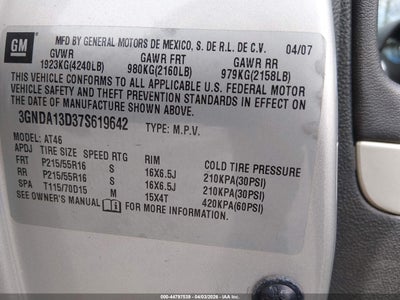 GM
MFD BY GENERAL MOTORS DE MEXICO, S. DE R.L. DE C.V. 04/07
GVWR GAWR FRT GAWR RR
1923KG(4240LB) 980KG(2160LB) 979KG(2158LB)
THIS VEHICLE CONFORMS TO ALL APPLICABLE U.S. FEDERAL MOTOR
VEHICLE SAFETY AND THEFT PREVENTION STANDARDS IN EFFECT ON
THE DATE OF MANUFACTURE SHOWN ABOVE.
3GNDA13D37S619642 TYPE: M.P.V.
APDJ AT46
TIRE SIZE SPEED RTG RIM COLD TIRE PRESSURE
FRT P215/55R16 S 16X6.5J 210KPA(30PSI)
RR P215/55R16 S 16X6.5J 210KPA(30PSI)
SPA T115/70D15 M 15X4T 420KPA(60PSI)
SEE OWNER'S MANUAL FOR MORE INFORMATION.
000-44797539 - 04/03/2026 -